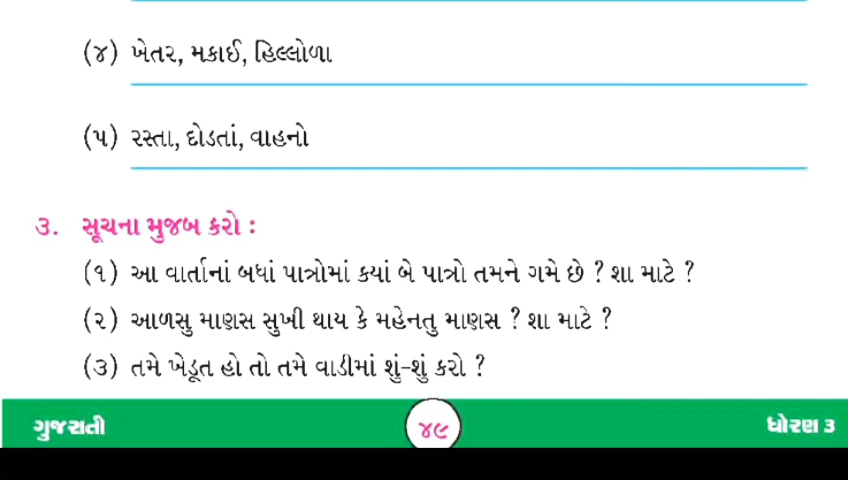 (૪) ખેતર, મકાઈ, હિલ્લોળા
(૫) રસ્તા, દોડતાં, વાહનો
૩. સૂચના મુજબ કરો :
(૧) આ વાર્તાનાં બધાં પાત્રોમાં કયાં બે પાત્રો તમને ગમે છે ? શા માટે ?
(૨) આળસુ માણસ સુખી થાય કે મહેનતુ માણસ ? શા માટે ?
(૩) તમે ખેડૂત હો તો તમે વાડીમાં શું-શું કરો ?
ગુજરાતી ૪૯ ધોરણ ૩